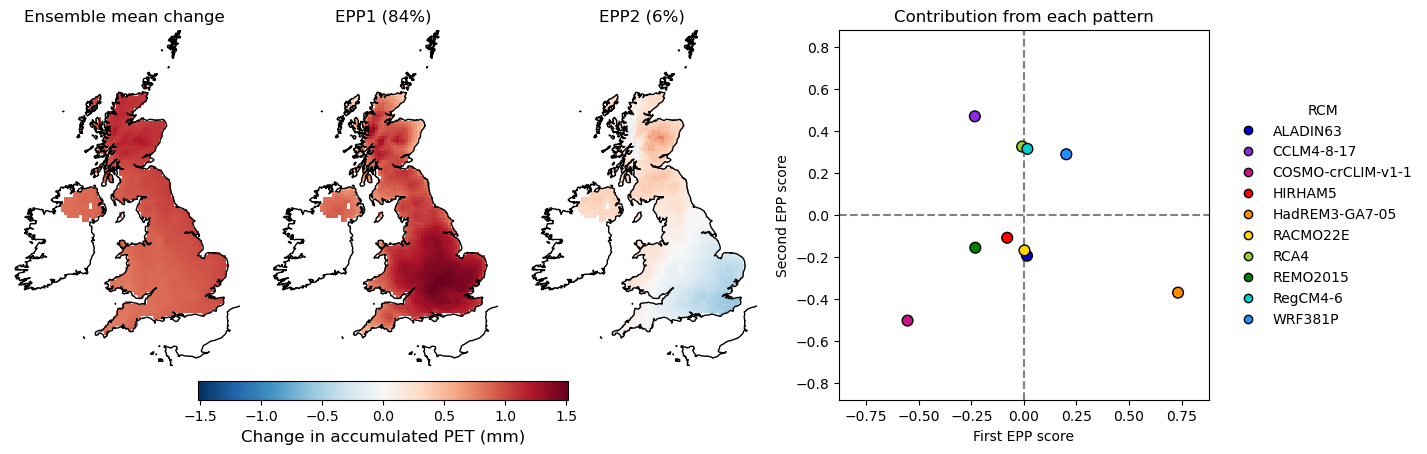 Ensemble mean change
EPP1 (84%)
EPP2 (6%)
Contribution from each pattern
0.8
0.6
0.4
0.2
0.0
−0.2
−0.4
−0.6
−0.8
Second EPP score
−0.75
−0.50
−0.25
0.00
0.25
0.50
0.75
First EPP score
RCM
ALADIN63
CCLM4-8-17
COSMO-crCLIM-v1-1
HIRHAM5
HadREM3-GA7-05
RACMO22E
RCA4
REMO2015
RegCM4-6
WRF381P
−1.5
−1.0
−0.5
0.0
0.5
1.0
1.5
Change in accumulated PET (mm)